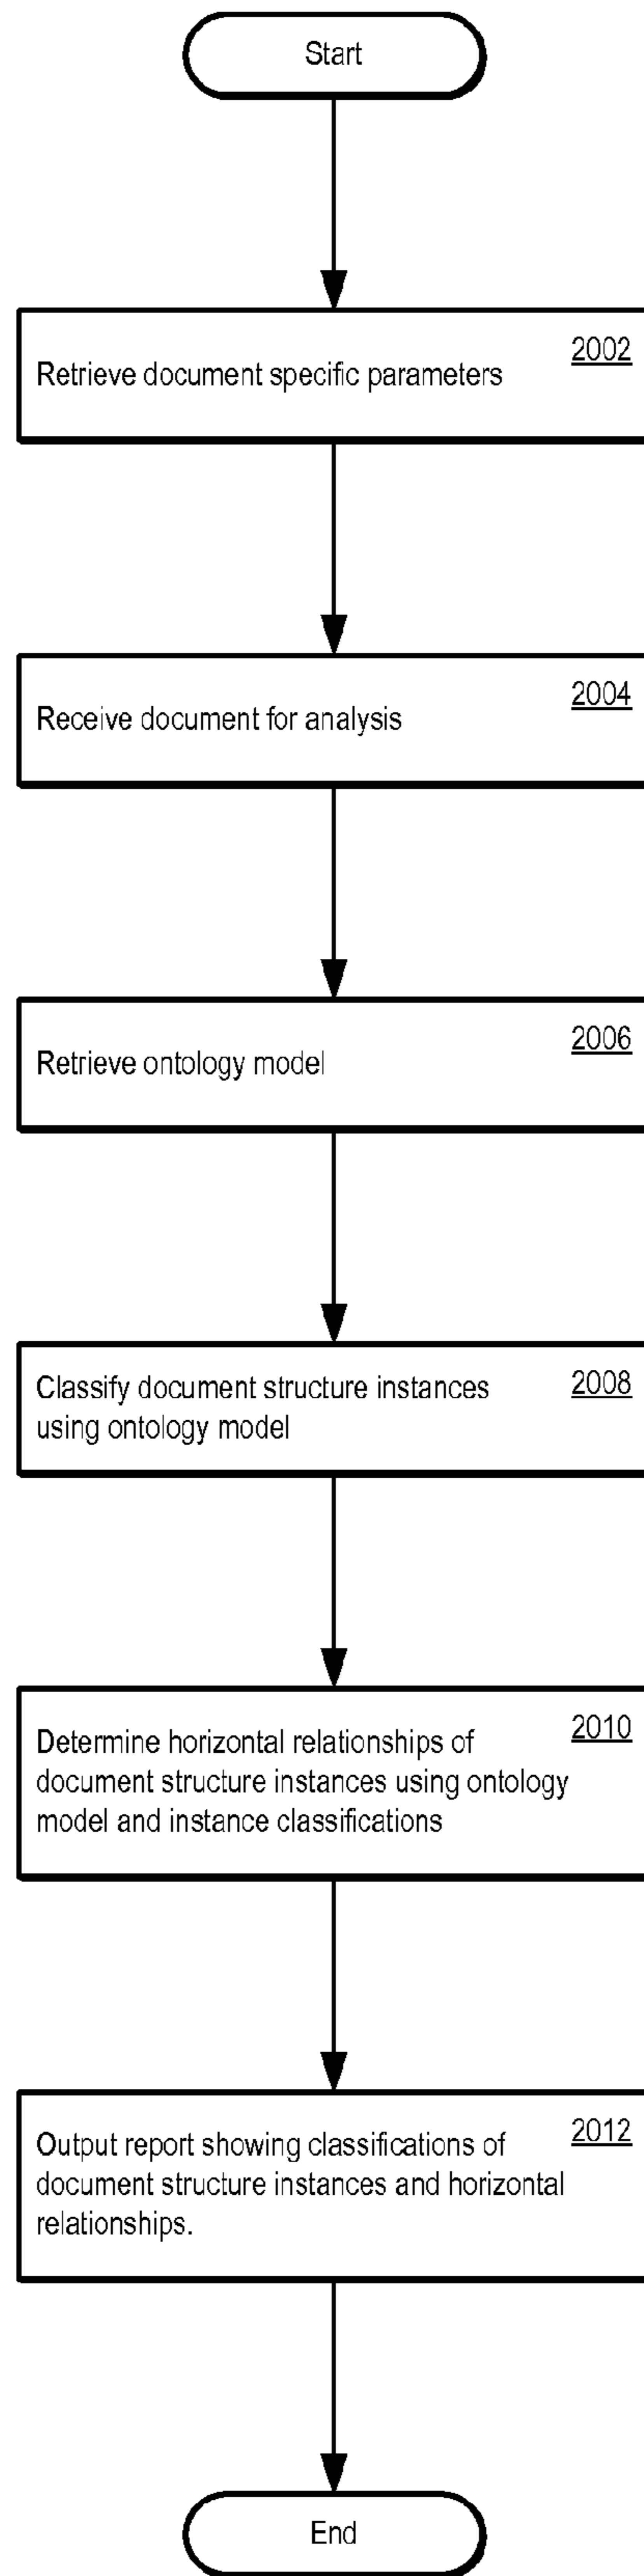 Start
2002
Retrieve document specific parameters
2004
Receive document for analysis
2006
Retrieve ontology model
2008
Classify document structure instances
using ontology model
2010
Determine horizontal relationships of
document structure instances using ontology
model and instance classifications
2012
Output report showing classifications of
document structure instances and horizontal
relationships.
End